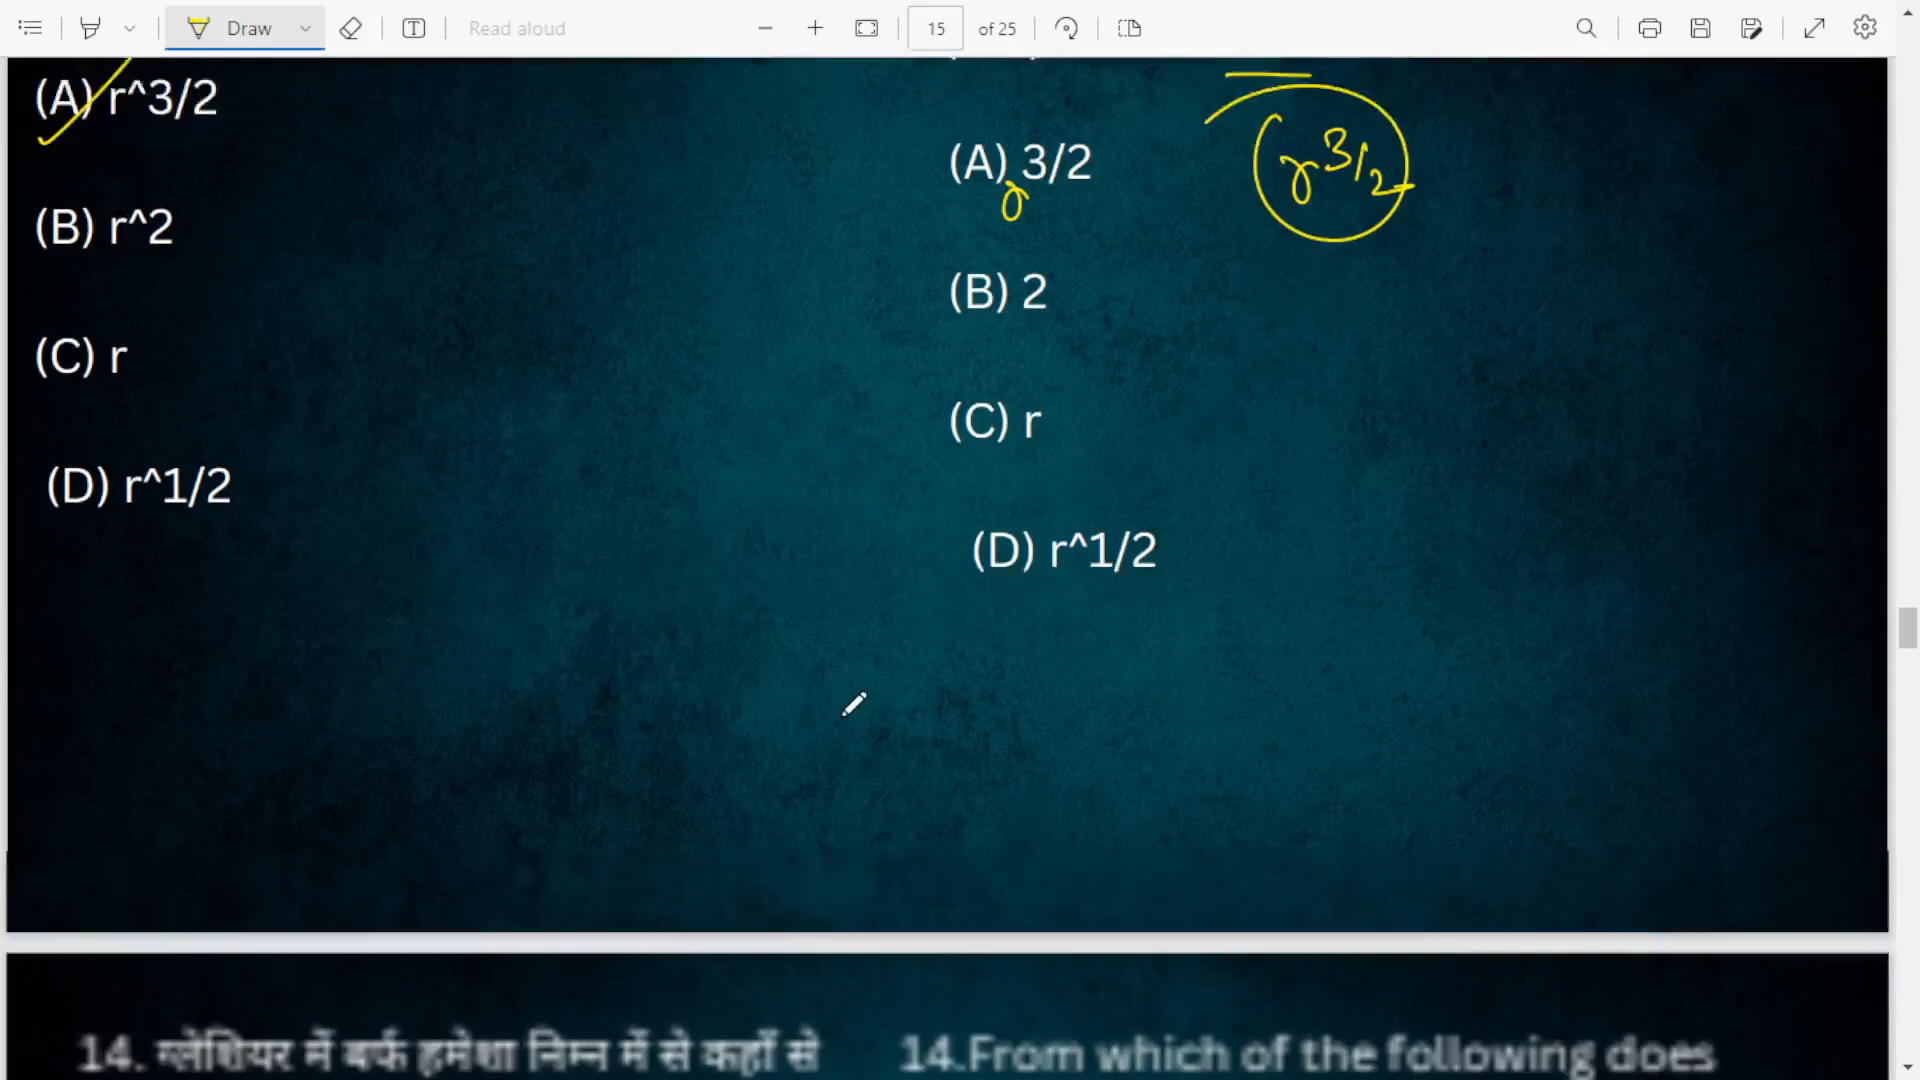 Draw
Read aloud
15 of 25
(A) r^3/2
(B) r^2
(C) r
(D) r^1/2
(A) 3/2
r
r 3/2
(B) 2
(C) r
(D) r^1/2
14. ग्लेशियर में बर्फ हमेशा निम्न में से कहाँ से
14.From which of the following does